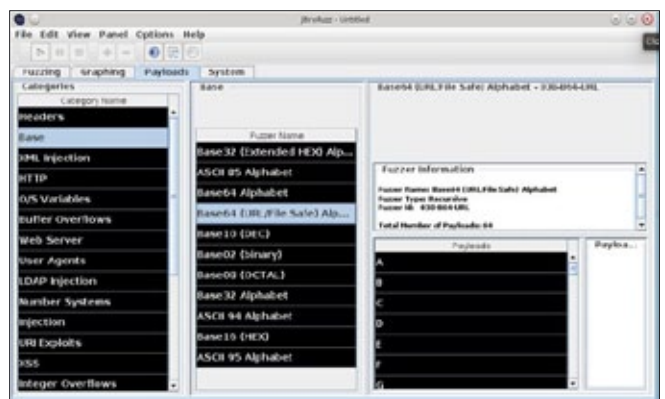 JBroFuzz - Untitled
File Edit View Panel Options Help
Fuzzing Graphing Payloads System
Categories
Category Name
Headers
Base
XML Injection
HTTP
O/S Variables
Buffer Overflows
Web Server
User Agents
LDAP Injection
Number Systems
Injection
URI Exploits
XSS
Integer Overflows
Base
Fuzzer Name
Base32 (Extended HEX) Alp...
ASCII 85 Alphabet
Base64 Alphabet
Base64 (URL/File Safe) Alp...
Base10 (DEC)
Base02 (binary)
Base08 (OCTAL)
Base32 Alphabet
ASCII 94 Alphabet
Base16 (HEX)
ASCII 95 Alphabet
Base64 (URL/File Safe) Alphabet - 030-B64-URL
Fuzzer Information
Fuzzer Name: Base64 (URL/File Safe) Alphabet
Fuzzer Type: Recursive
Fuzzer Id: 030-B64-URL
Total Number of Payloads: 64
Payloads
A
B
C
D
E
F
G
Payloa...
Clo